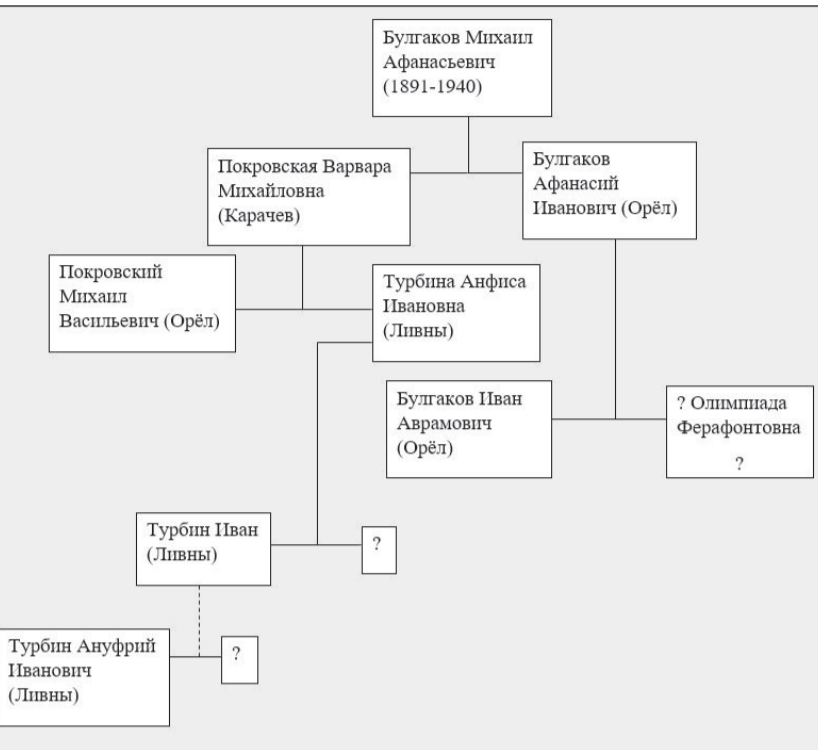 Булгаков Михаил
Афанасьевич
(1891-1940)
Покровская Варвара
Михайловна
(Карачев)
Булгаков
Афанасий
Иванович (Орёл)
Покровский
Михаил
Васильевич (Орёл)
Турбина Анфиса
Ивановна
(Ливны)
Булгаков Иван
Аврамович
(Орёл)
? Олимпиада
Ферафонтовна
?
Турбин Иван
(Ливны)
?
Турбин Ануфрий
Иванович
(Ливны)
?